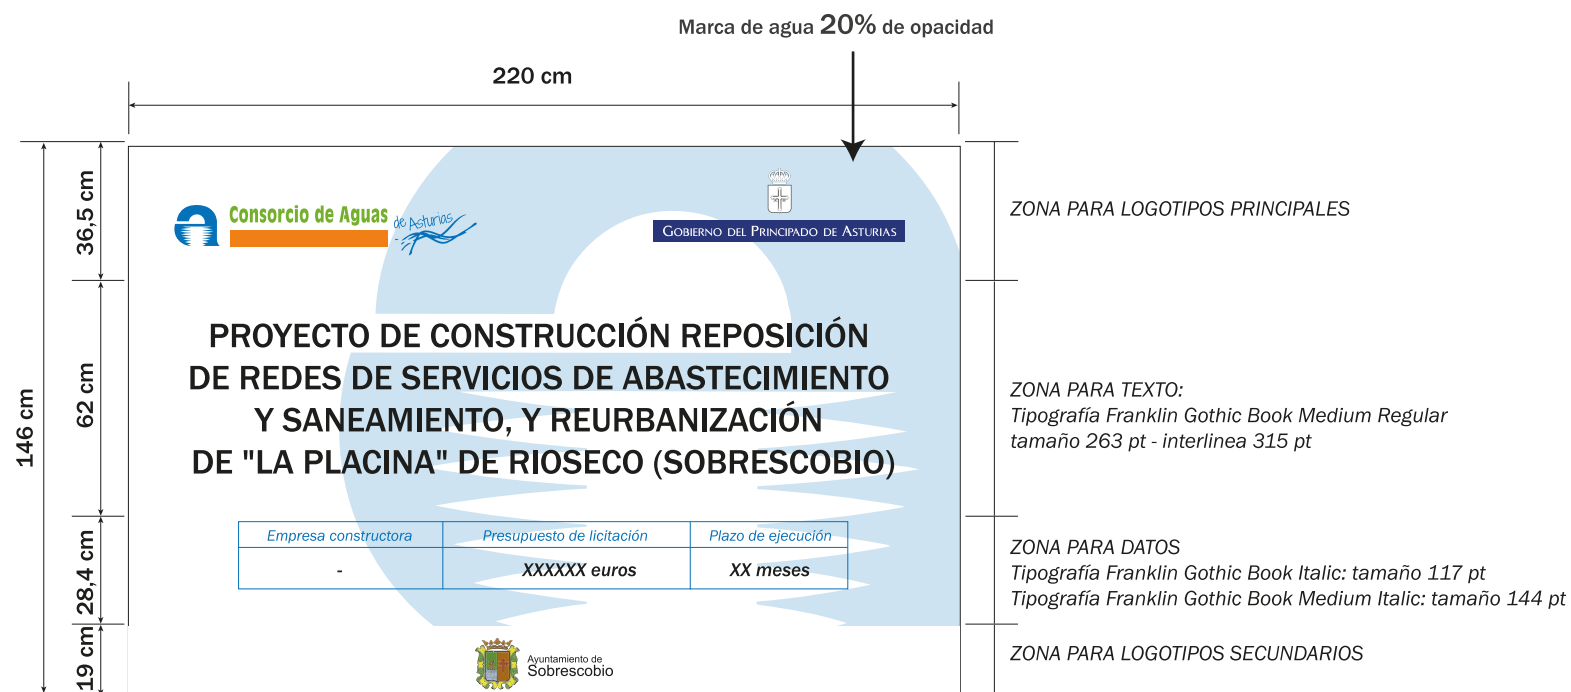 Marca de agua 20% de opacidad
220 cm
146 cm
36,5 cm
62 cm
28,4 cm
19 cm
Consorcio de Aguas de Asturias
GOBIERNO DEL PRINCIPADO DE ASTURIAS
ZONA PARA LOGOTIPOS PRINCIPALES
PROYECTO DE CONSTRUCCIÓN REPOSICIÓN
DE REDES DE SERVICIOS DE ABASTECIMIENTO
Y SANEAMIENTO, Y REURBANIZACIÓN
DE "LA PLACINA" DE RIOSECO (SOBRESCOBIO)
ZONA PARA TEXTO:
Tipografía Franklin Gothic Book Medium Regular
tamaño 263 pt - interlinea 315 pt
Empresa constructora Presupuesto de licitación Plazo de ejecución
- XXXXXX euros XX meses
ZONA PARA DATOS
Tipografía Franklin Gothic Book Italic: tamaño 117 pt
Tipografía Franklin Gothic Book Medium Italic: tamaño 144 pt
Ayuntamiento de
Sobrescobio
ZONA PARA LOGOTIPOS SECUNDARIOS